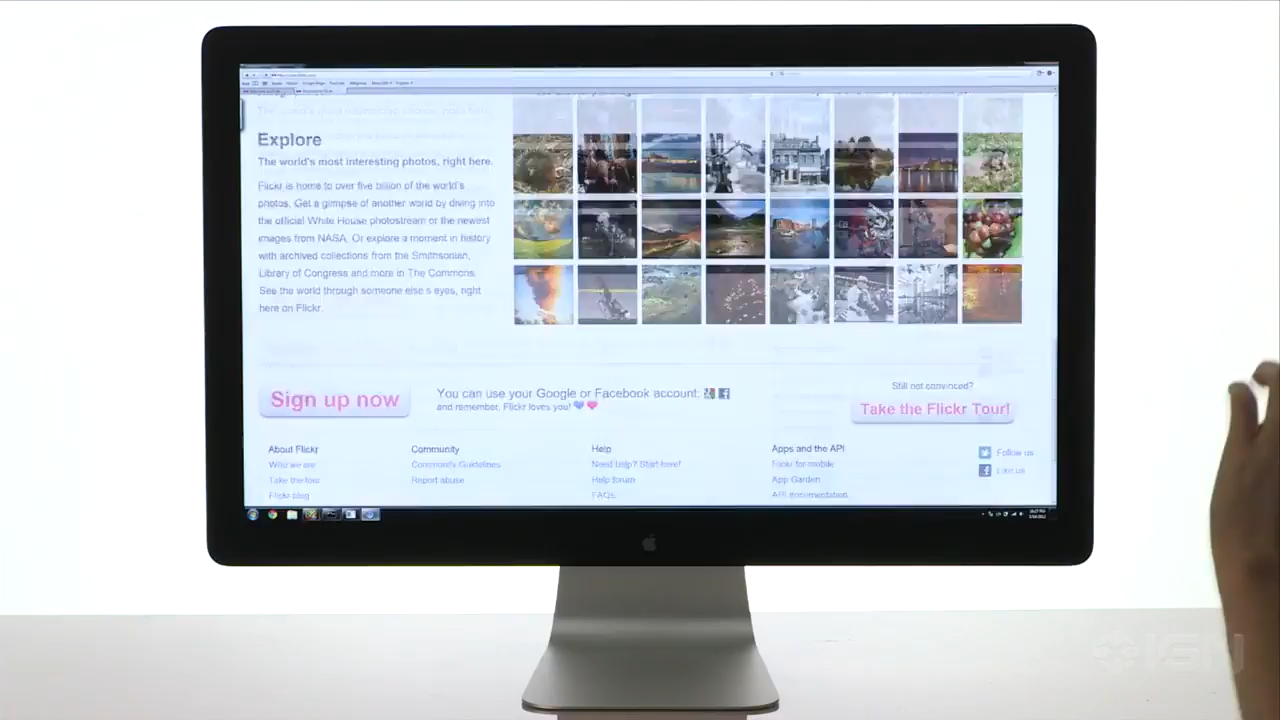 Explore
The world's most interesting photos, right here.
Flickr is home to over five billion of the world's
photos. Get a glimpse of another world by diving into
the official White House photostream or the newest
images from NASA. Or explore a moment in history
with archived collections from the Smithsonian,
Library of Congress and more in The Commons.
See the world through someone else's eyes, right
here on Flickr.
Sign up now
You can use your Google or Facebook account:
and remember, Flickr loves you!
Still not convinced?
Take the Flickr Tour!
About Flickr
Who we are
Take the tour
Flickr blog
Community
Community Guidelines
Report abuse
Help
Need help? Start here!
Help forum
FAQs
Apps and the API
Flickr for mobile
App Garden
API documentation
Follow us
Like us
IGN